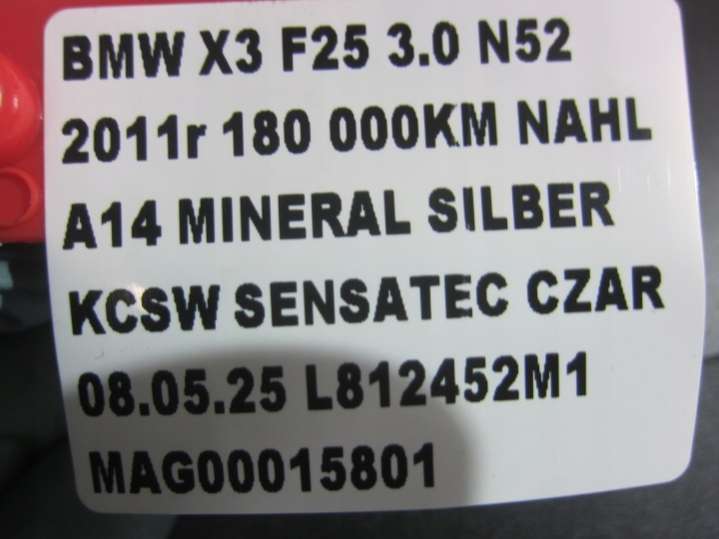 BMW X3 F25 3.0 N52
2011r 180 000KM NAHL
A14 MINERAL SILBER
KCSW SENSATEC CZAR
08.05.25 L812452M1
MAG00015801